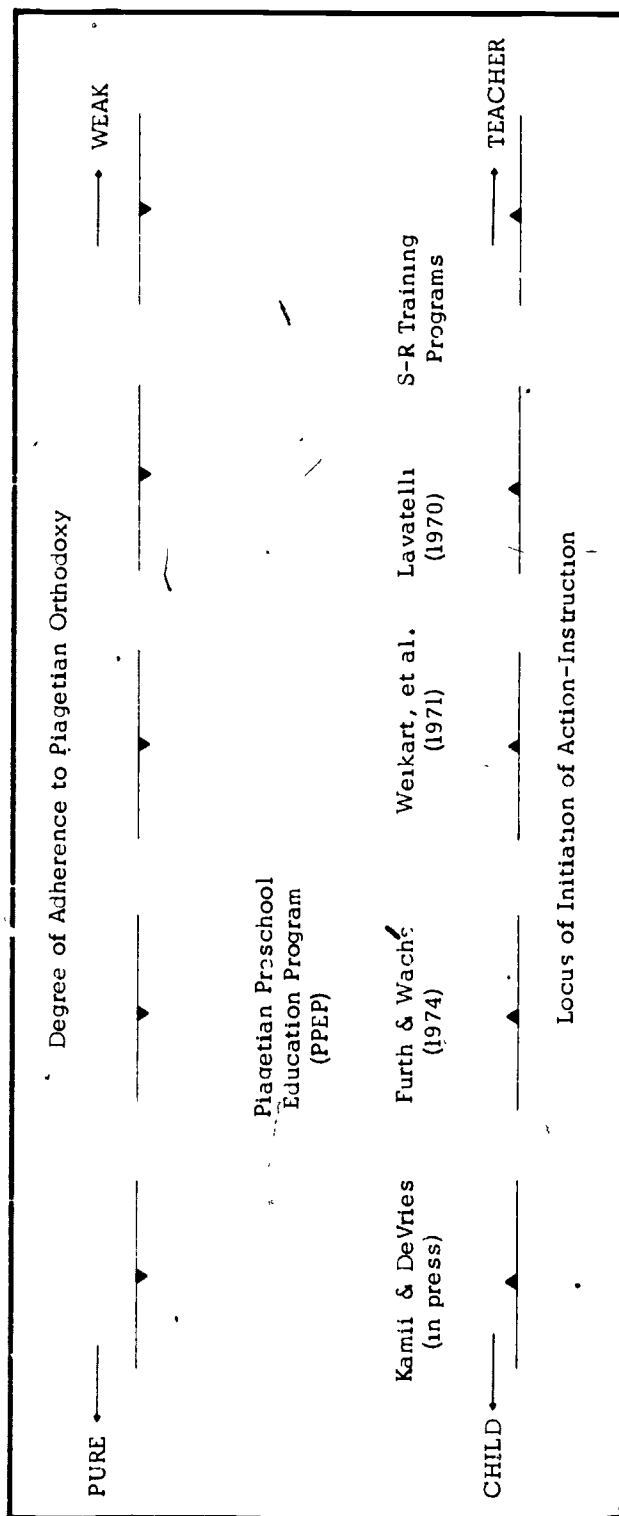 Degree of Adherence to Piagetian Orthodoxy
PURE
WEAK
Piagetian Preschool
Education Program
(PPEP)
Kamii & DeVries
(in press)
Furth & Wachs
(1974)
Weikart, et al.
(1971)
Lavatelli
(1970)
S-R Training
Programs
CHILD
TEACHER
Locus of Initiation of Action-Instruction